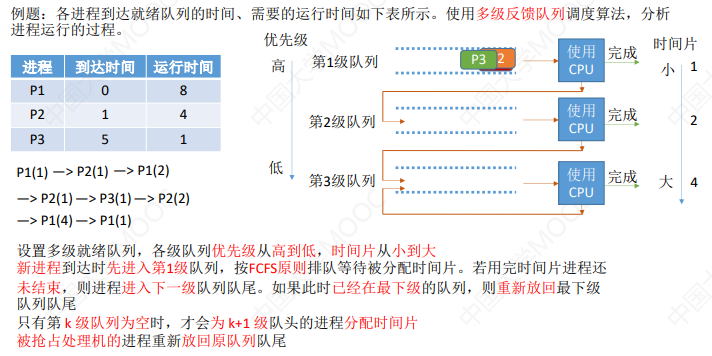 例题：各进程到达就绪队列的时间、需要的运行时间如下表所示。使用多级反馈队列调度算法，分析
进程运行的过程。
进程 到达时间 运行时间
P1 0 8
P2 1 4
P3 5 1
P1(1) —> P2(1) —> P1(2)
—> P2(1) —> P3(1) —> P2(2)
—> P1(4) —> P1(1)
优先级
高
低
第1级队列
P3
2
使用
CPU
完成
第2级队列
使用
CPU
完成
第3级队列
使用
CPU
完成
时间片
小 1
2
大 4
设置多级就绪队列，各级队列优先级从高到低，时间片从小到大
新进程到达时先进入第1级队列，按FCFS原则排队等待被分配时间片。若用完时间片进程还
未结束，则进程进入下一级队列队尾。如果此时已经在最下级的队列，则重新放回最下级
队列队尾
只有第 k 级队列为空时，才会为 k+1 级队头的进程分配时间片
被抢占处理机的进程重新放回原队列队尾
中国大学MOOC